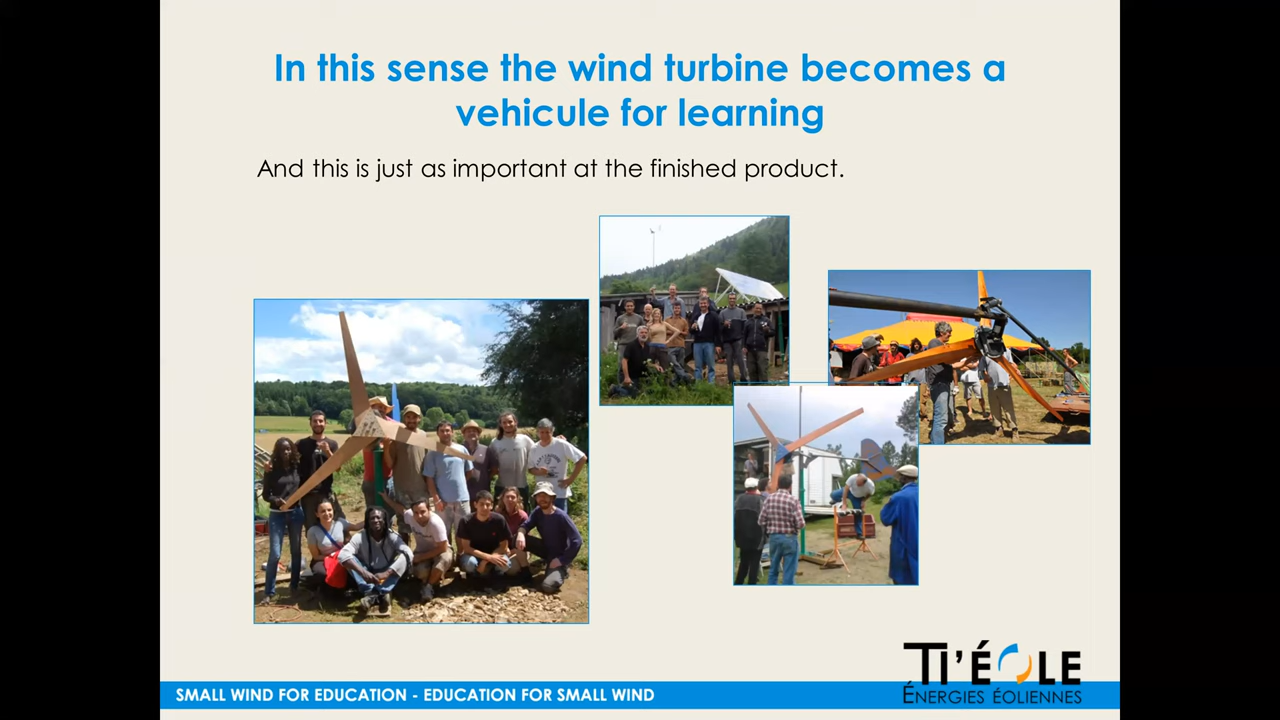 In this sense the wind turbine becomes a
vehicule for learning
And this is just as important at the finished product.
TI'ÉOLE
ÉNERGIES ÉOLIENNES
SMALL WIND FOR EDUCATION - EDUCATION FOR SMALL WIND